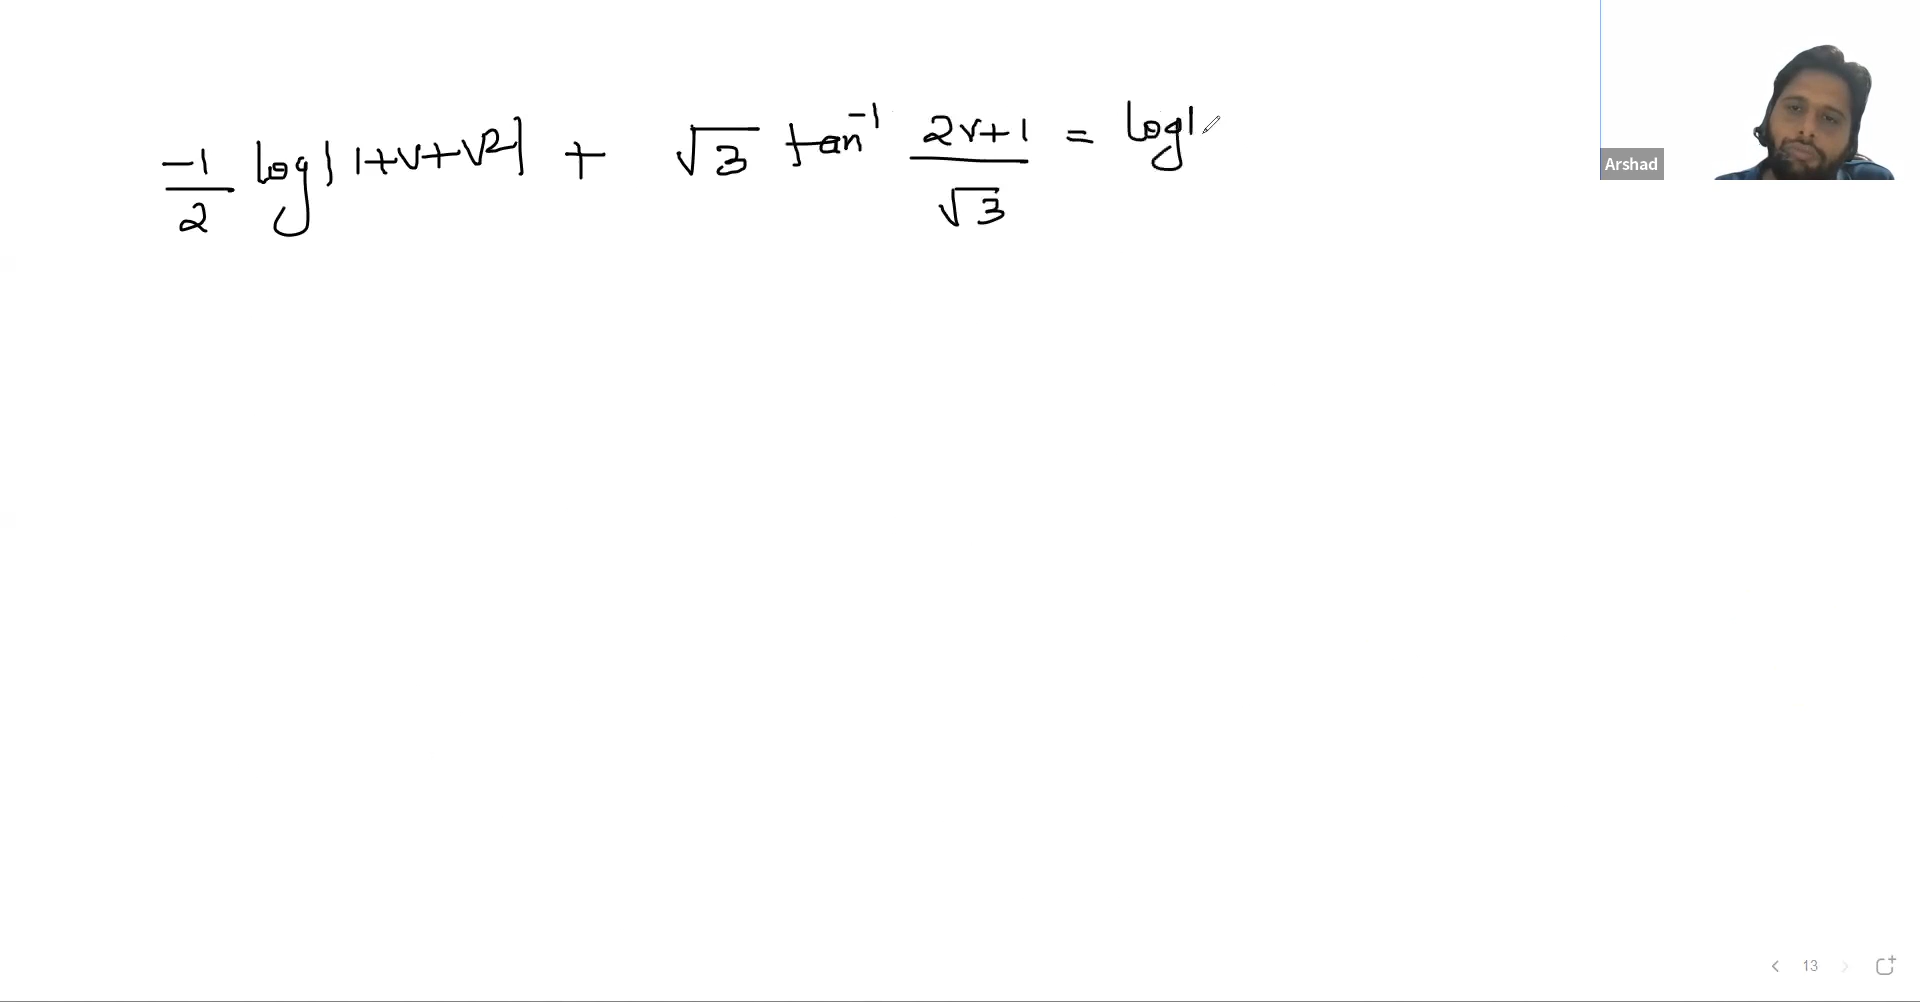 -1/2 log|1+v+v²| + √3 tan⁻¹ (2v+1)/√3 = log|
Arshad
13